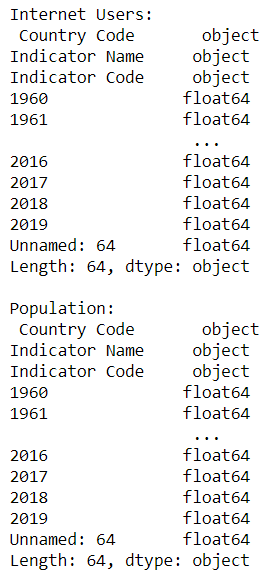 Internet Users:
Country Code object
Indicator Name object
Indicator Code object
1960 float64
1961 float64
...
2016 float64
2017 float64
2018 float64
2019 float64
Unnamed: 64 float64
Length: 64, dtype: object
Population:
Country Code object
Indicator Name object
Indicator Code object
1960 float64
1961 float64
...
2016 float64
2017 float64
2018 float64
2019 float64
Unnamed: 64 float64
Length: 64, dtype: object